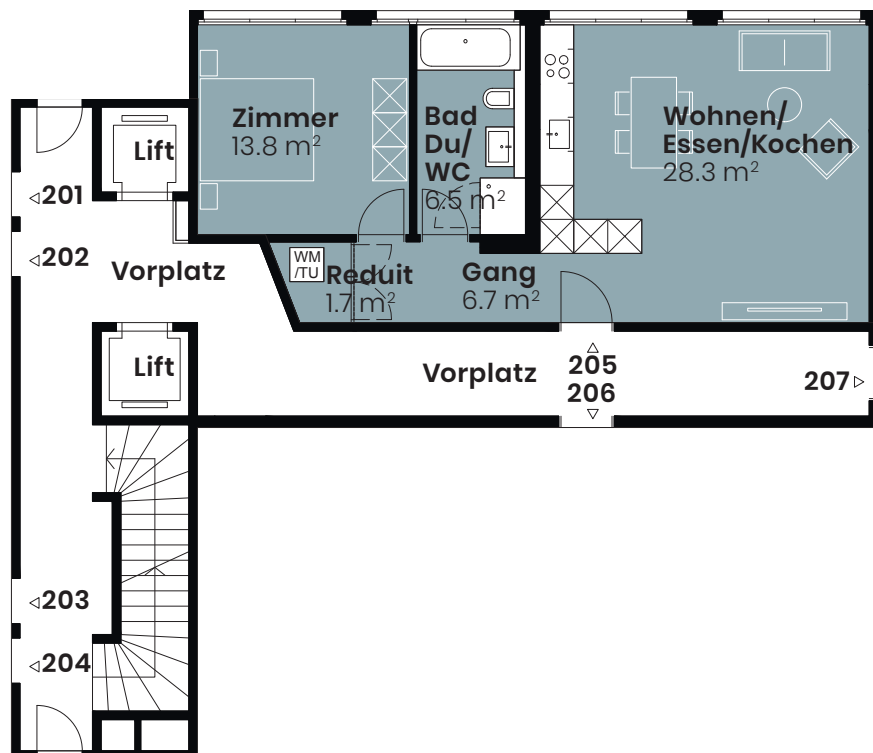 Zimmer
13.8 m²
Bad
Du/
WC
6.5 m²
Wohnen/
Essen/Kochen
28.3 m²
Lift
201
202
Vorplatz
WM
/TU
Reduit
1.7 m²
Gang
6.7 m²
Lift
Vorplatz
205
206
207
203
204